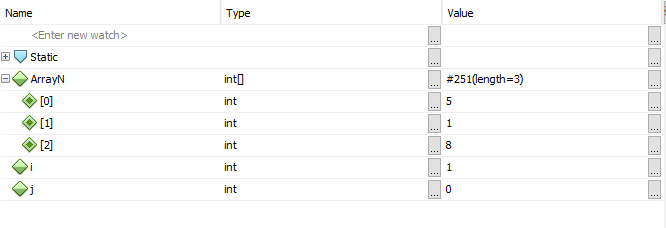 Name Type Value
<Enter new watch> ...
Static ...
ArrayN int[] ... #251(length=3) ...
[0] int ... 5 ...
[1] int ... 1 ...
[2] int ... 8 ...
i int ... 1 ...
j int ... 0 ...